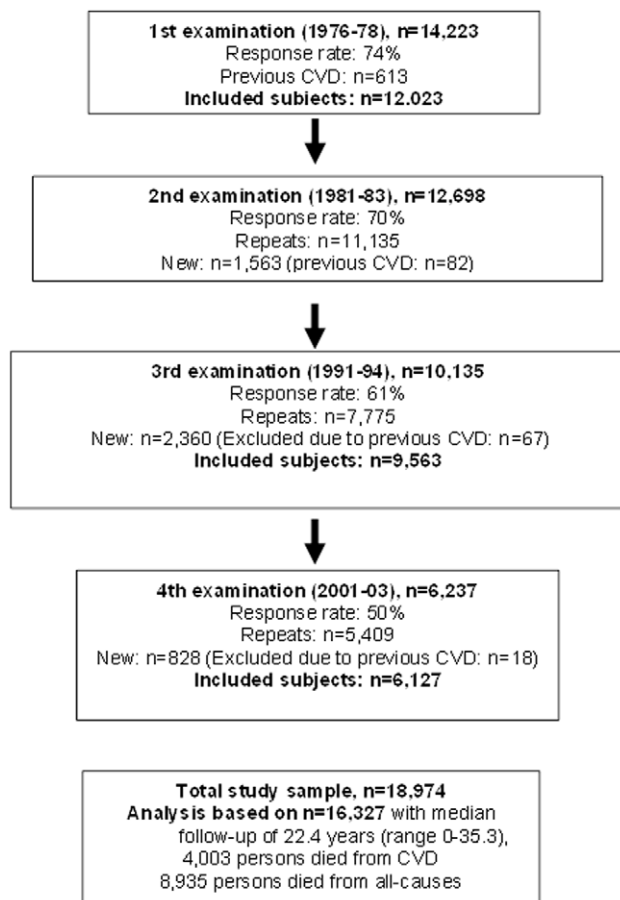 1st examination (1976-78), n=14,223
Response rate: 74%
Previous CVD: n=613
Included subjects: n=12.023
2nd examination (1981-83), n=12,698
Response rate: 70%
Repeats: n=11,135
New: n=1,563 (previous CVD: n=82)
3rd examination (1991-94), n=10,135
Response rate: 61%
Repeats: n=7,775
New: n=2,360 (Excluded due to previous CVD: n=67)
Included subjects: n=9,563
4th examination (2001-03), n=6,237
Response rate: 50%
Repeats: n=5,409
New: n=828 (Excluded due to previous CVD: n=18)
Included subjects: n=6,127
Total study sample, n=18,974
Analysis based on n=16,327 with median
follow-up of 22.4 years (range 0-35.3),
4,003 persons died from CVD
8,935 persons died from all-causes